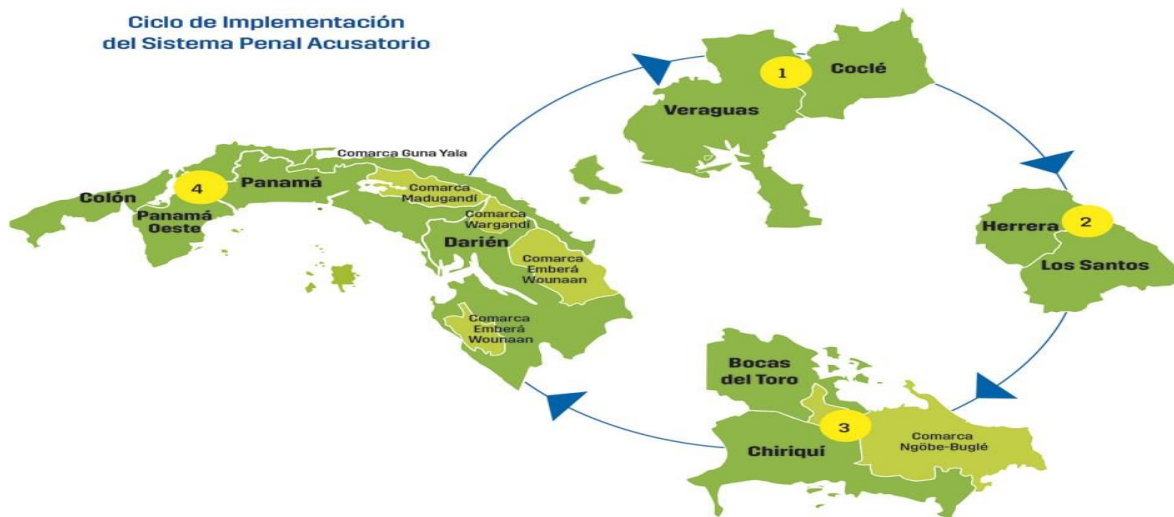 Ciclo de Implementación
del Sistema Penal Acusatorio
1
Coclé
Veraguas
Comarca Guna Yala
4
Panamá
Comarca
Madugandí
Colón
Panamá
Oeste
Comarca
Wargandí
Darién
Comarca
Emberá
Wounaan
Comarca
Emberá
Wounaan
Herrera
2
Los Santos
Bocas
del Toro
3
Chiriquí
Comarca
Ngöbe-Buglé